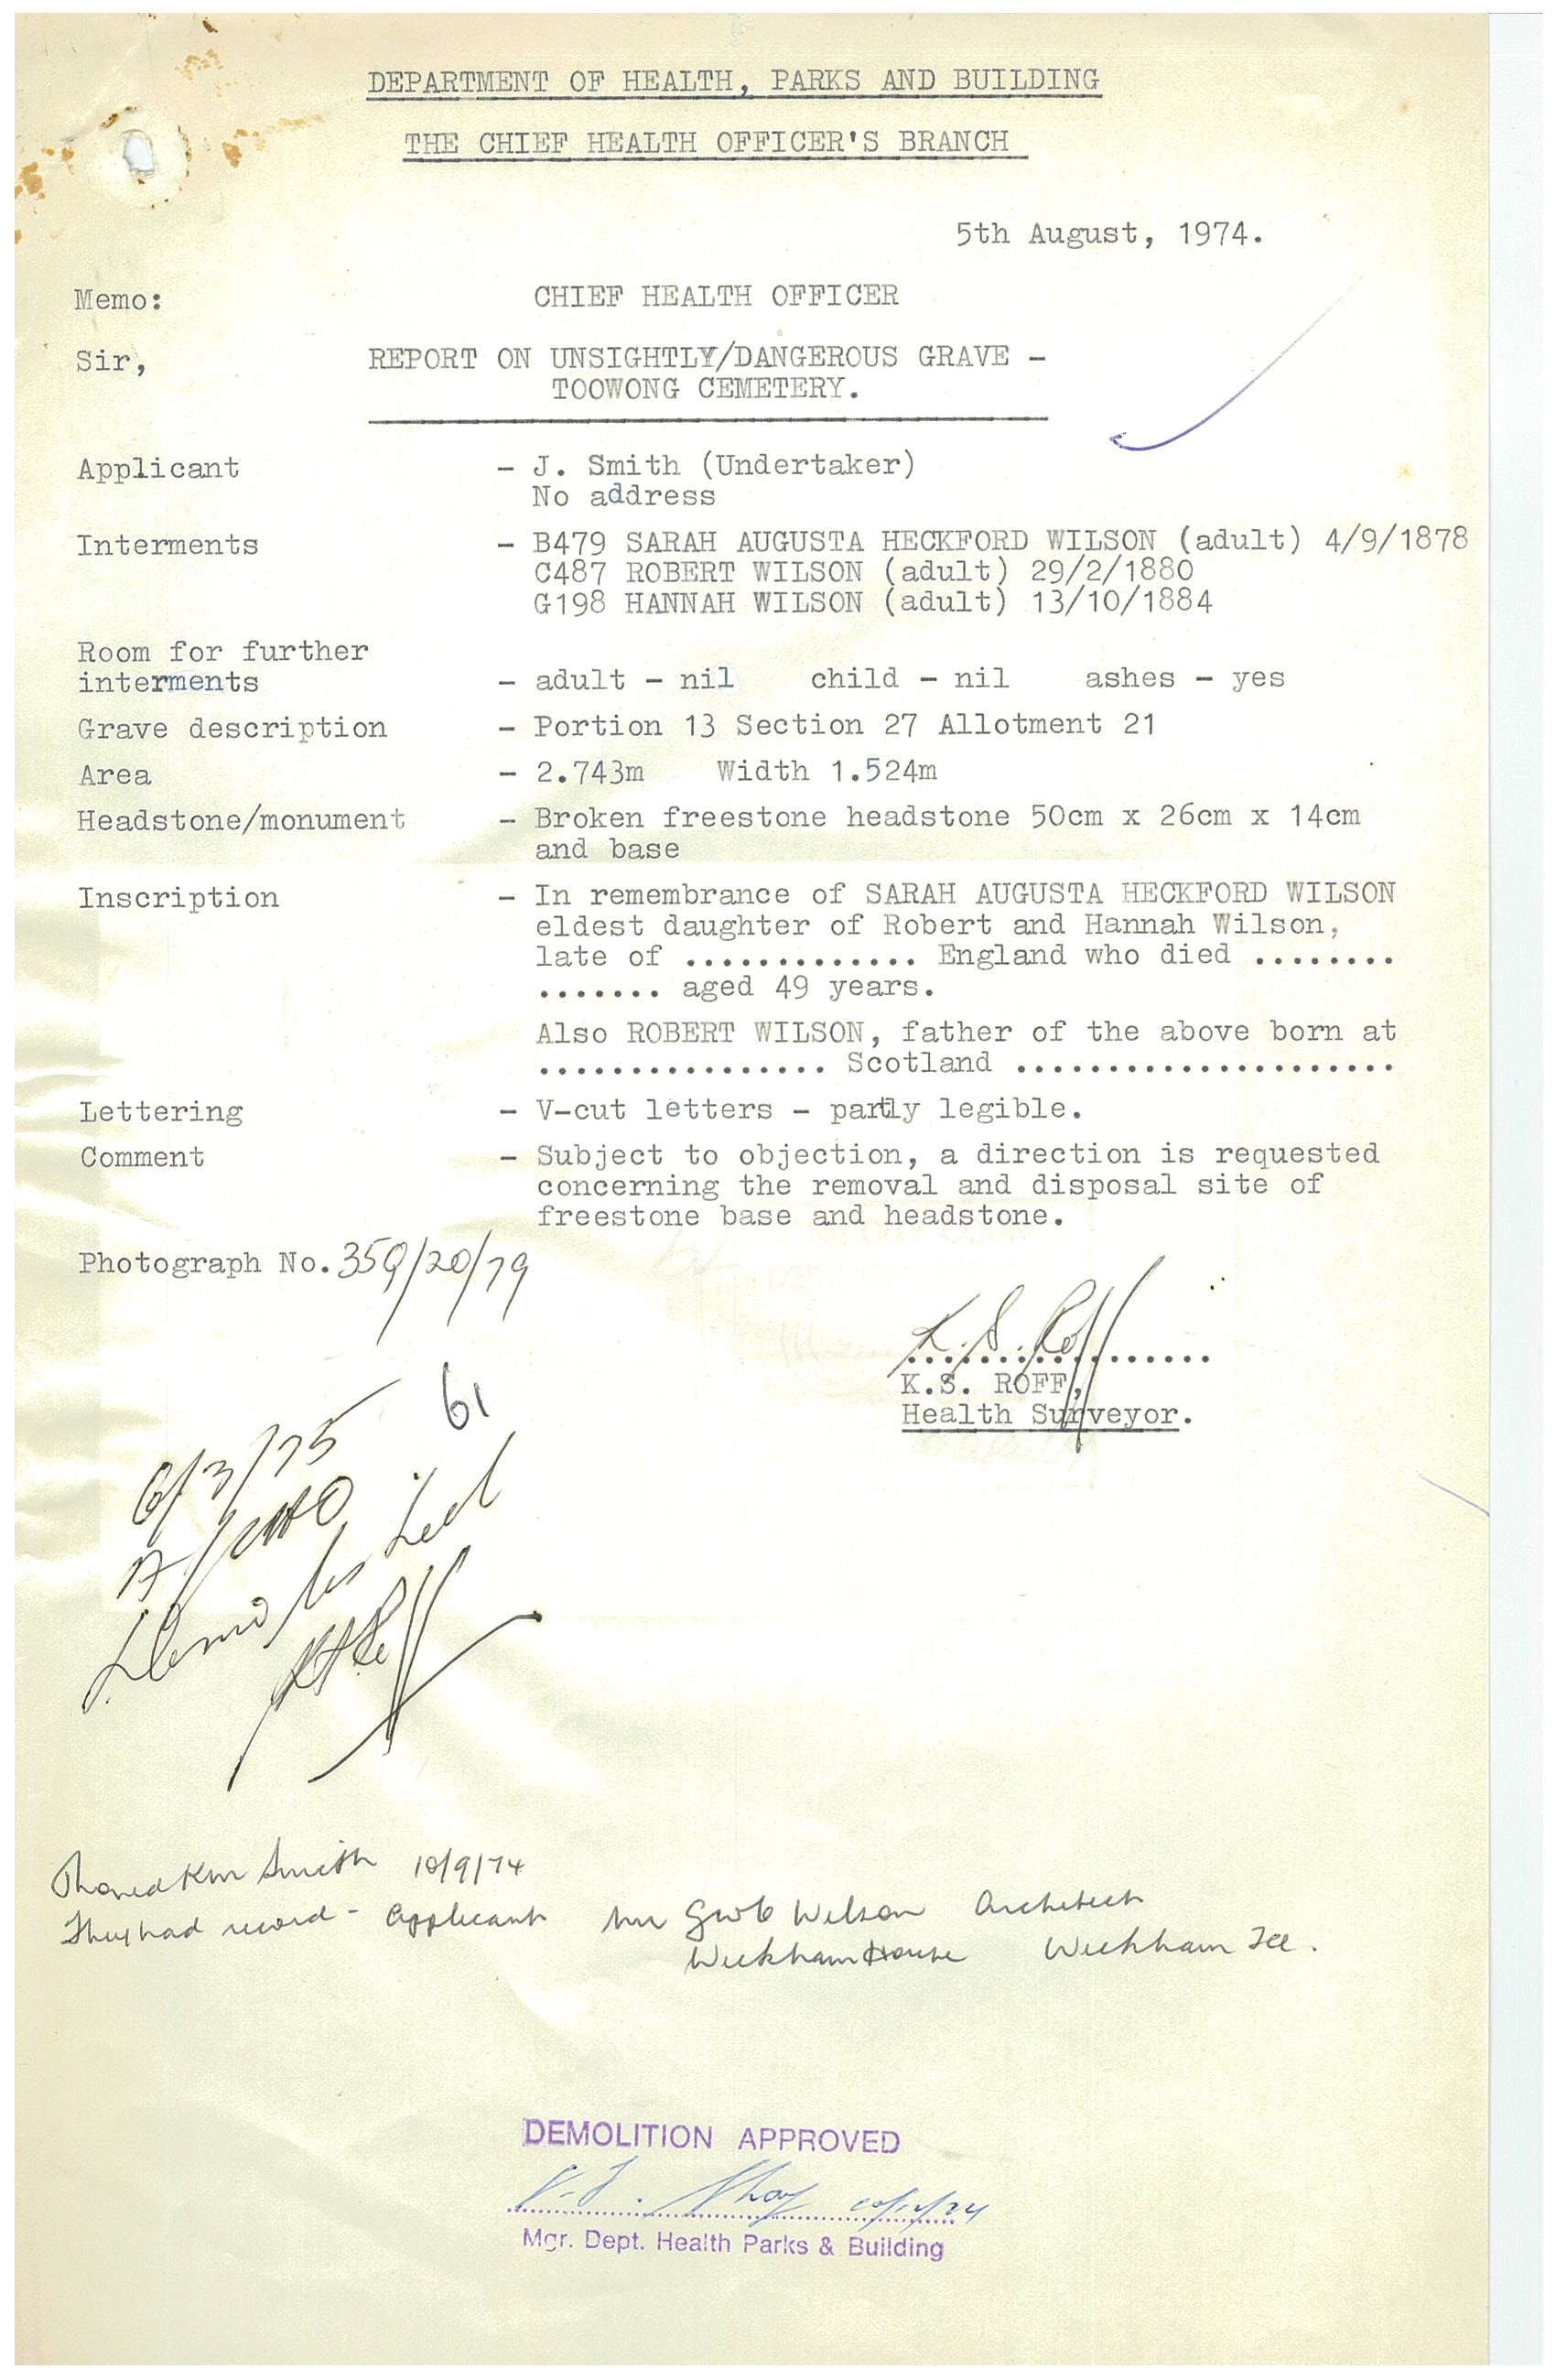 DEPARTMENT OF HEALTH, PARKS AND BUILDING
THE CHIEF HEALTH OFFICER'S BRANCH
5th August, 1974.
Memo: CHIEF HEALTH OFFICER
Sir, REPORT ON UNSIGHTLY/DANGEROUS GRAVE –
TOOWONG CEMETERY.
Applicant – J. Smith (Undertaker)
No address
Interments – B479 SARAH AUGUSTA HECKFORD WILSON (adult) 4/9/1878
C487 ROBERT WILSON (adult) 29/2/1880
G198 HANNAH WILSON (adult) 13/10/1884
Room for further
interments – adult – nil child – nil ashes – yes
Grave description – Portion 13 Section 27 Allotment 21
Area – 2.743m Width 1.524m
Headstone/monument – Broken freestone headstone 50cm x 26cm x 14cm
and base
Inscription – In remembrance of SARAH AUGUSTA HECKFORD WILSON
eldest daughter of Robert and Hannah Wilson,
late of ............. England who died ........
....... aged 49 years.
Also ROBERT WILSON, father of the above born at
................ Scotland .....................
Lettering – V-cut letters – partly legible.
Comment – Subject to objection, a direction is requested
concerning the removal and disposal site of
freestone base and headstone.
Photograph No. 359/20/79
K.S. Roff
K.S. ROFF,
Health Surveyor.
61
6/3/75
A/CHO
Phoned K M Smith 10/9/74
They had record - applicant Mr Wilson Architect
Wickham House Wickham Tce.
DEMOLITION APPROVED
Mgr. Dept. Health Parks & Building